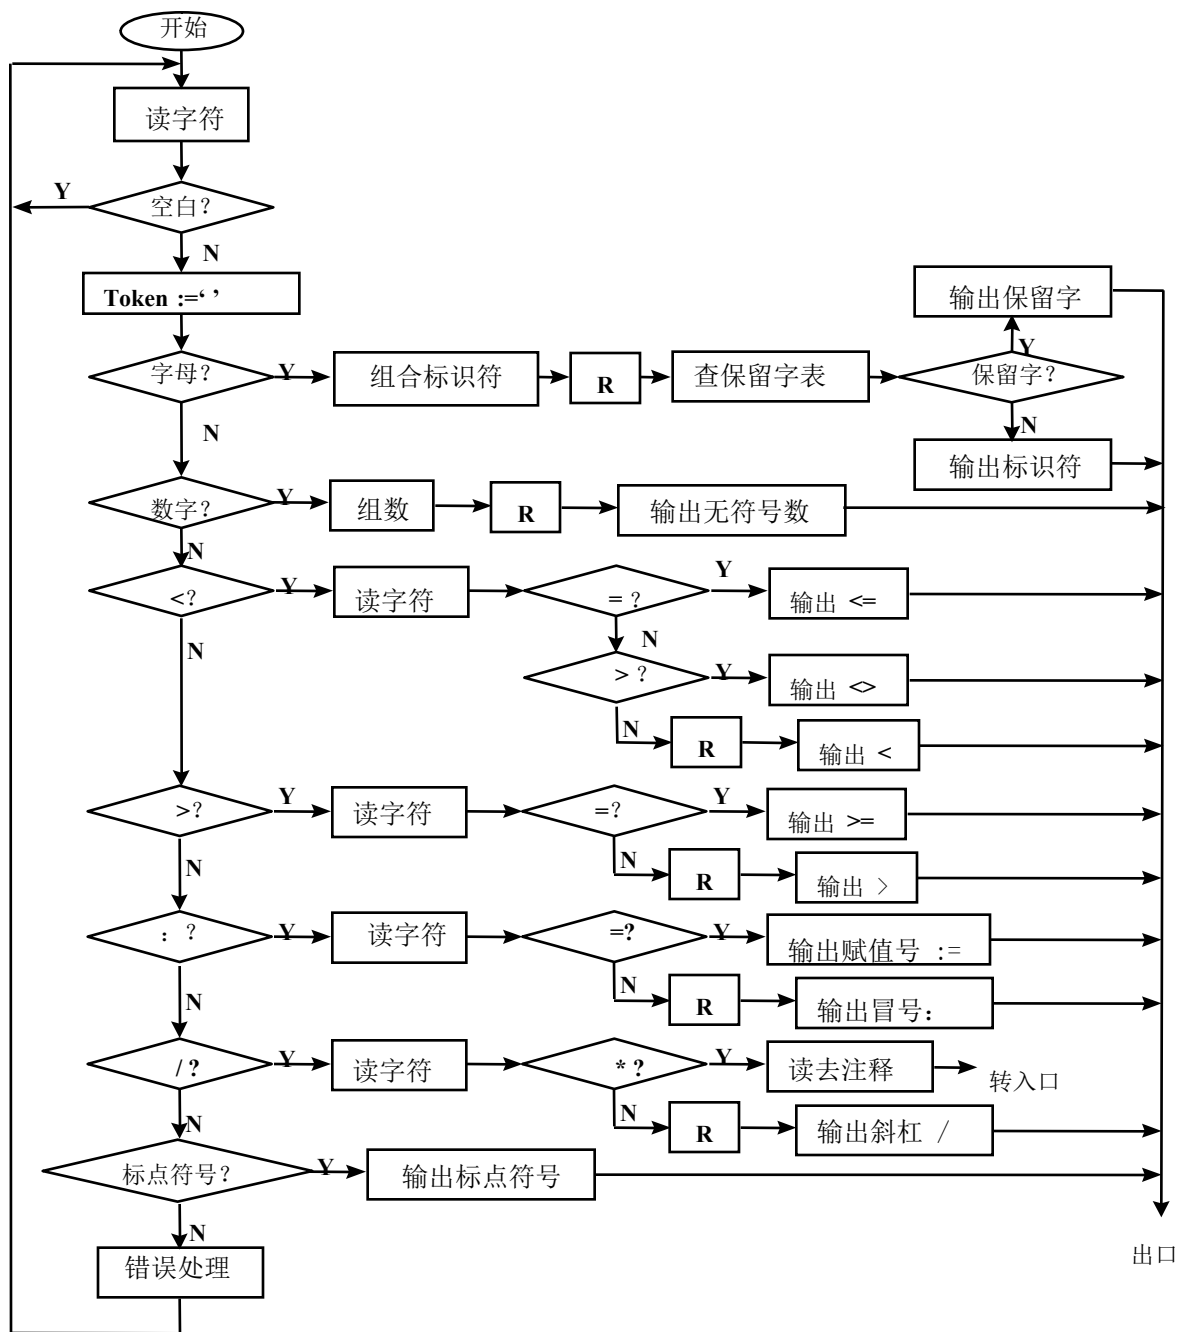 开始
读字符
Y
空白？
N
Token :=‘ ’
输出保留字
Y
字母？
Y
组合标识符
R
查保留字表
保留字？
N
N
输出标识符
数字？
Y
组数
R
输出无符号数
N
<？
Y
读字符
= ？
Y
输出 <=
N
N
> ？
Y
输出 <>
N
R
输出 <
>？
Y
读字符
=？
Y
输出 >=
N
N
R
输出 >
：？
Y
读字符
=?
Y
输出赋值号 :=
N
N
R
输出冒号：
/ ?
Y
读字符
* ?
Y
读去注释
转入口
N
N
R
输出斜杠 /
标点符号？
Y
输出标点符号
N
错误处理
出口